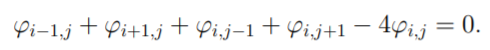 φ_{i−1,j} + φ_{i+1,j} + φ_{i,j−1} + φ_{i,j+1} − 4φ_{i,j} = 0.